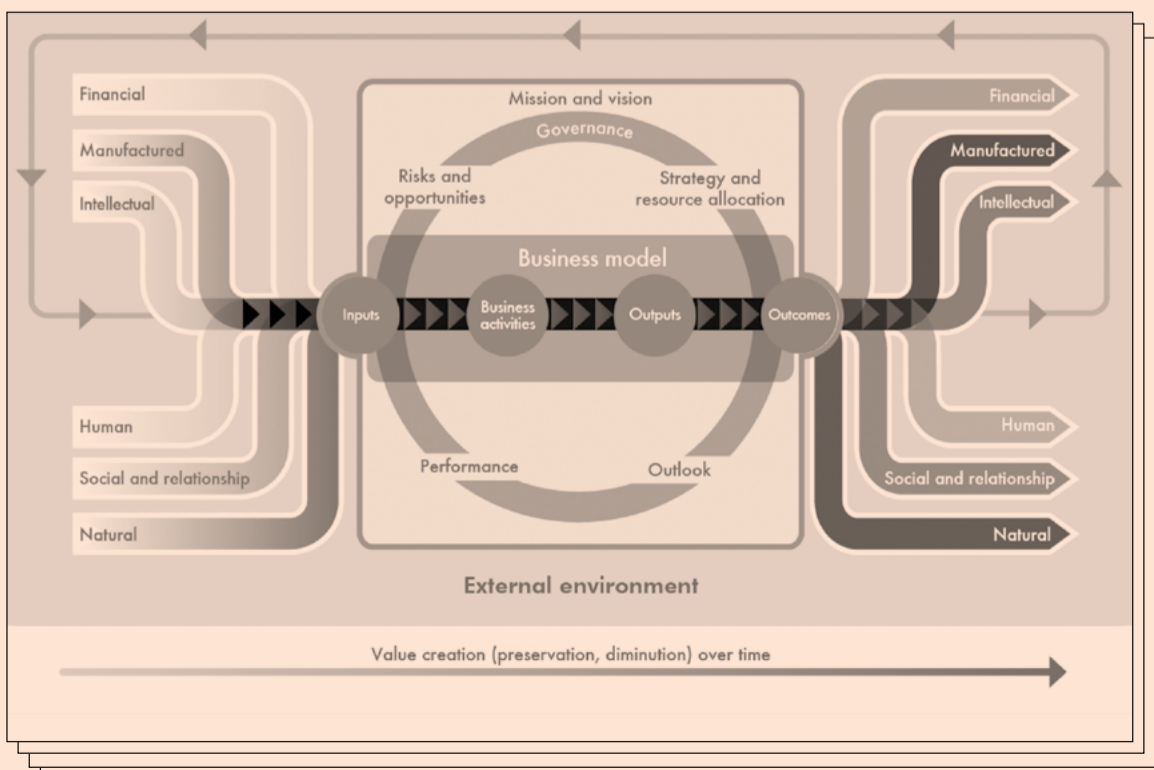 Financial
Manufactured
Intellectual
Human
Social and relationship
Natural
Mission and vision
Governance
Risks and
opportunities
Strategy and
resource allocation
Business model
Inputs
Business
activities
Outputs
Outcomes
Performance
Outlook
Financial
Manufactured
Intellectual
Human
Social and relationship
Natural
External environment
Value creation (preservation, diminution) over time